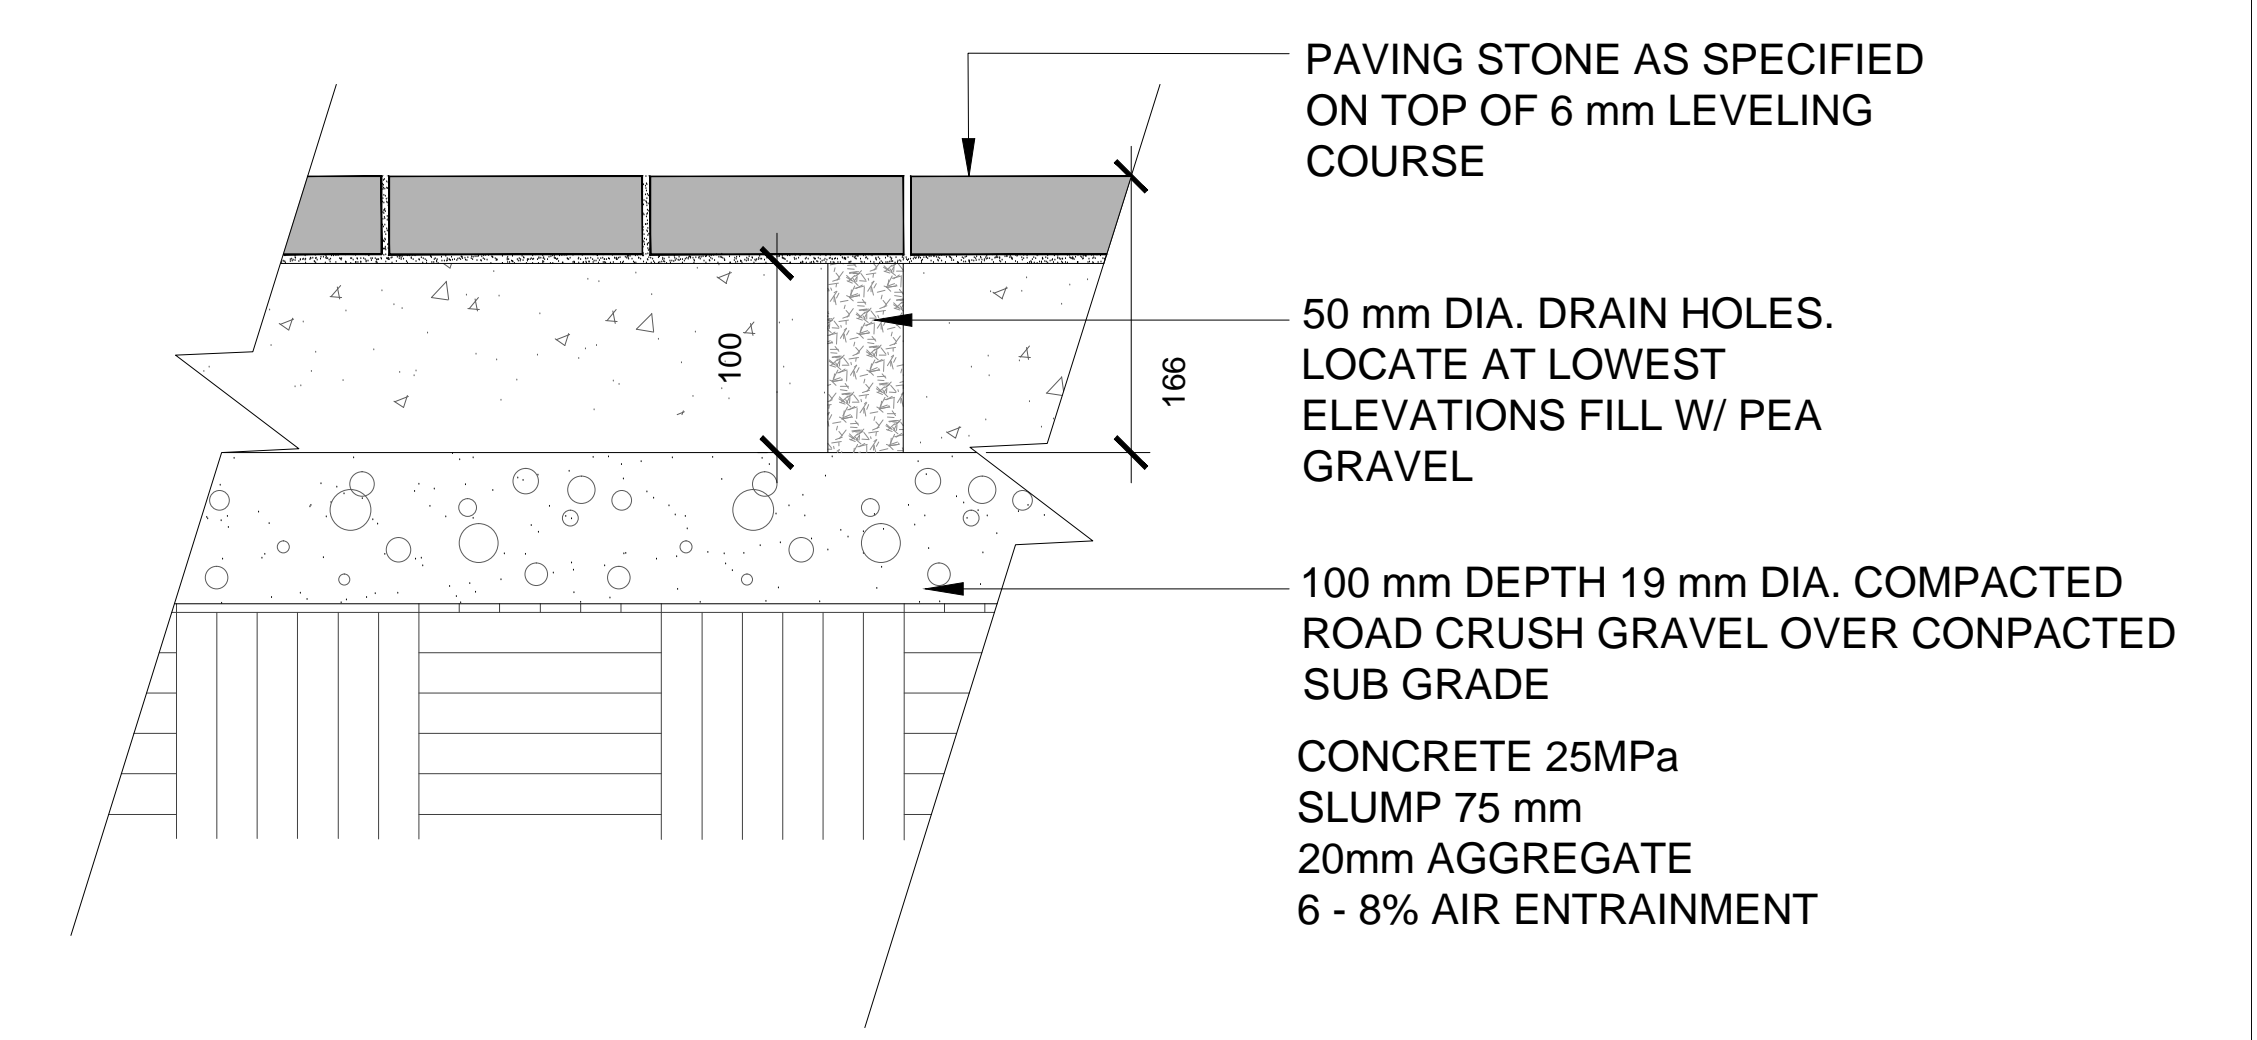 PAVING STONE AS SPECIFIED
ON TOP OF 6 mm LEVELING
COURSE
50 mm DIA. DRAIN HOLES.
LOCATE AT LOWEST
ELEVATIONS FILL W/ PEA
GRAVEL
100
166
100 mm DEPTH 19 mm DIA. COMPACTED
ROAD CRUSH GRAVEL OVER CONPACTED
SUB GRADE
CONCRETE 25MPa
SLUMP 75 mm
20mm AGGREGATE
6 - 8% AIR ENTRAINMENT